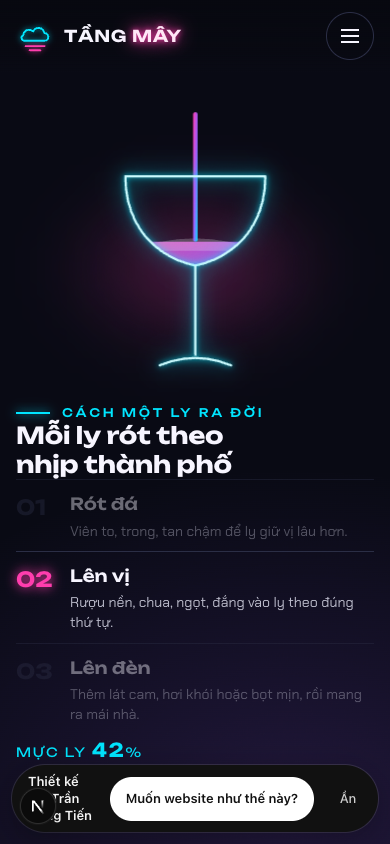 TẦNG MÂY
CÁCH MỘT LY RA ĐỜI
Mỗi ly rót theo
nhịp thành phố
01 Rót đá
Viên to, trong, tan chậm để ly giữ vị lâu hơn.
02 Lên vị
Rượu nền, chua, ngọt, đắng vào ly theo đúng
thứ tự.
03 Lên đèn
Thêm lát cam, hơi khói hoặc bọt mịn, rồi mang
ra mái nhà.
MỰC LY 42%
Thiết kế
Trần
Tiến
N
Muốn website như thế này?
Ẩn